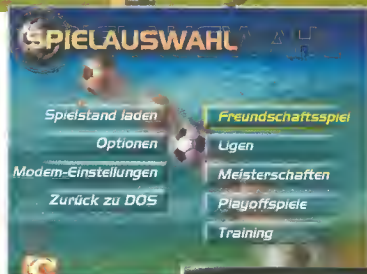 SPIELAUSWAHL
Spielstand laden
Optionen
Modem-Einstellungen
Zurück zu DOS
Freundschaftsspiel
Ligen
Meisterschaften
Playoffspiele
Training